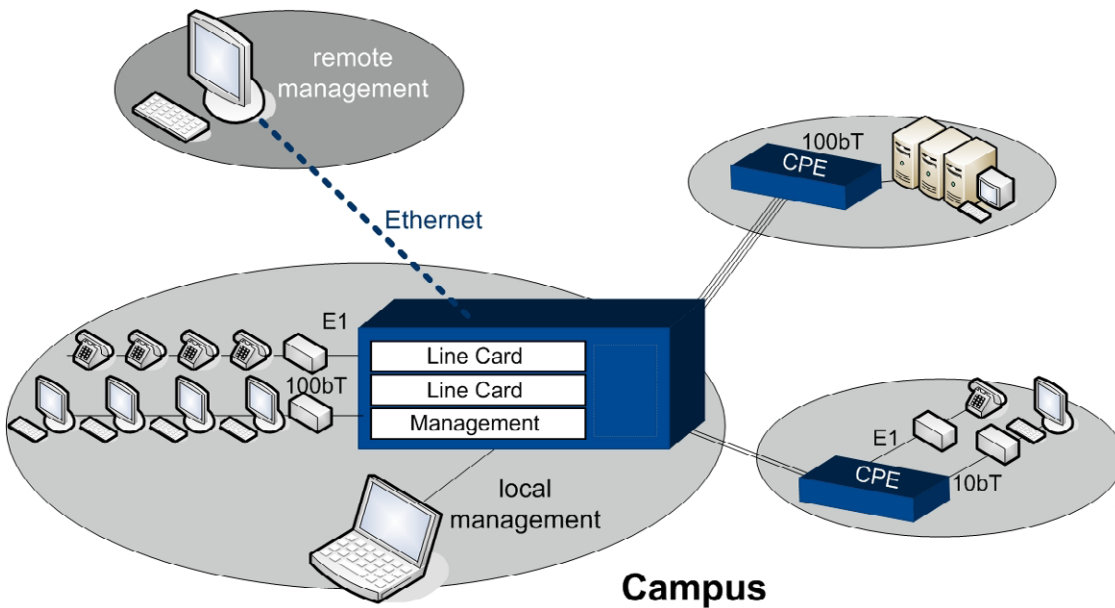 remote
management
100bT
CPE
Ethernet
E1
Line Card
100bT
Line Card
Management
E1
CPE
10bT
local
management
Campus